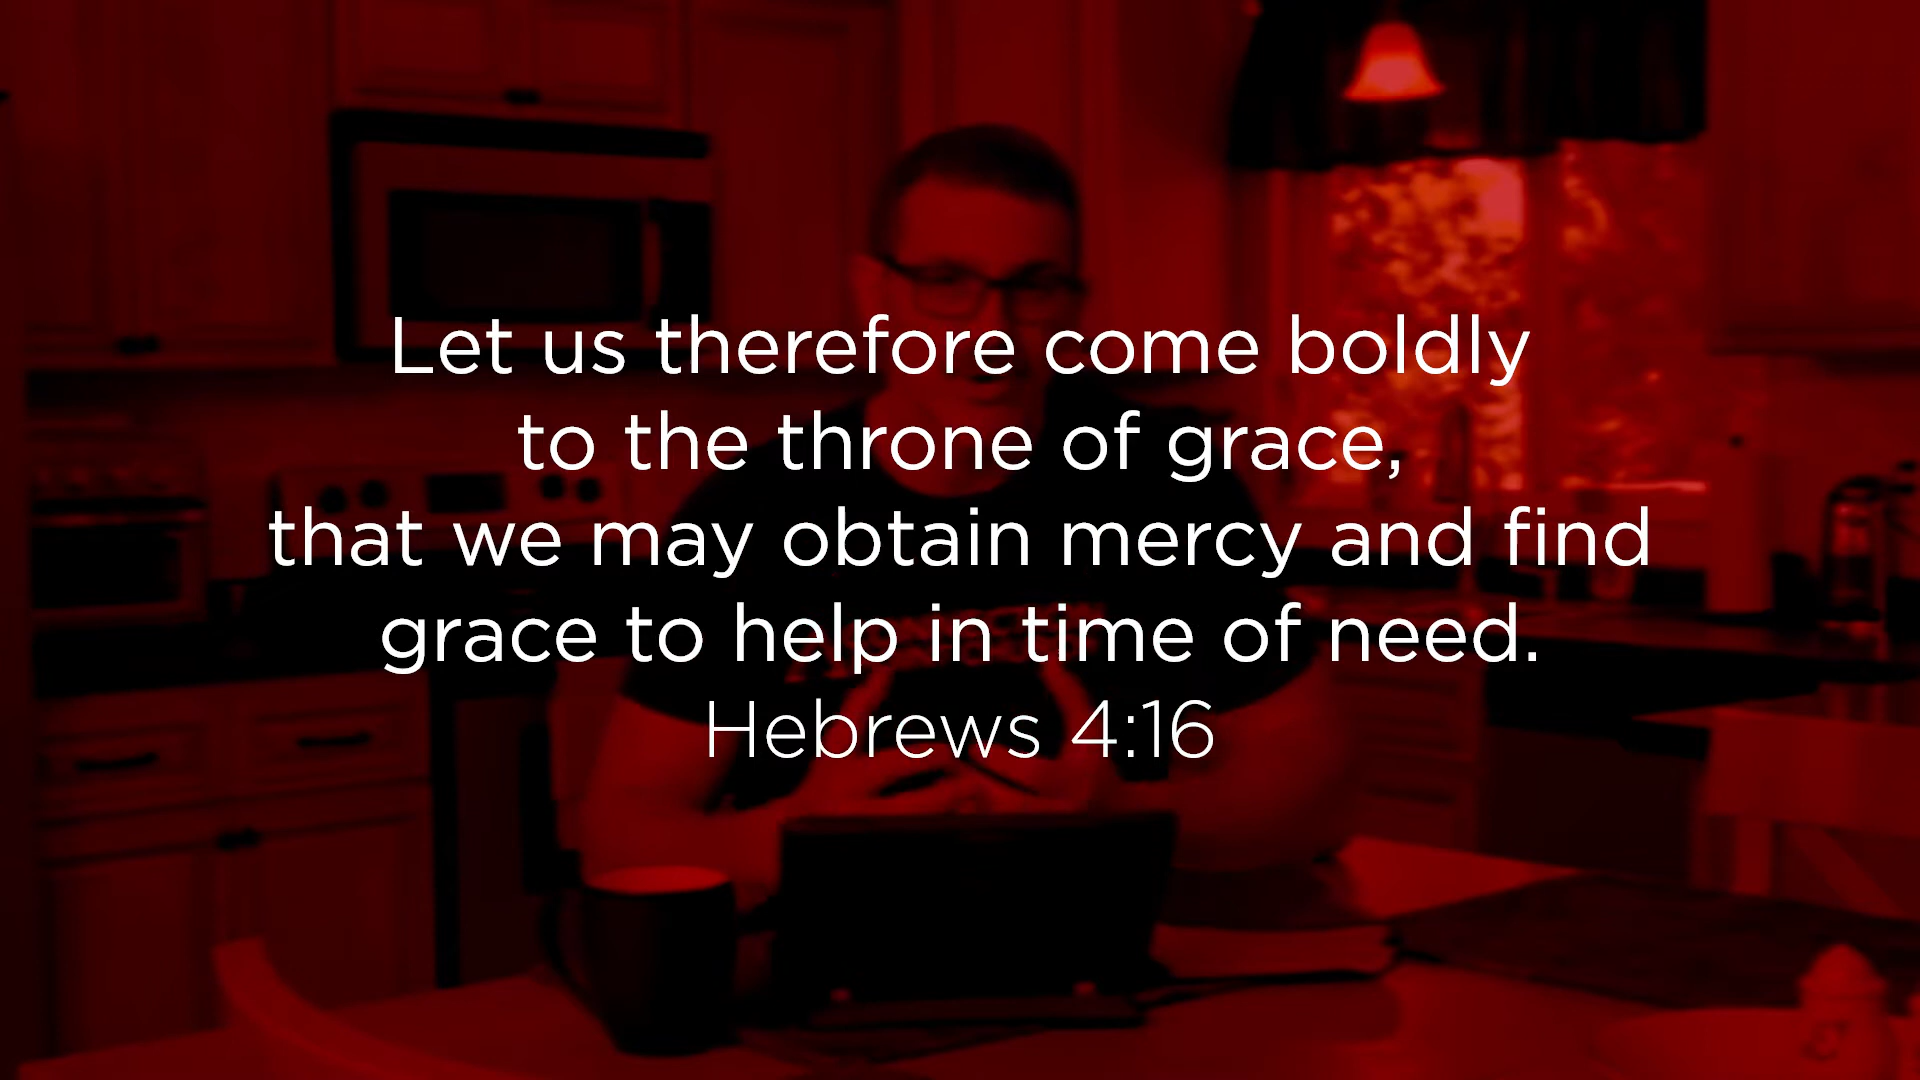 Let us therefore come boldly
to the throne of grace,
that we may obtain mercy and find
grace to help in time of need.
Hebrews 4:16